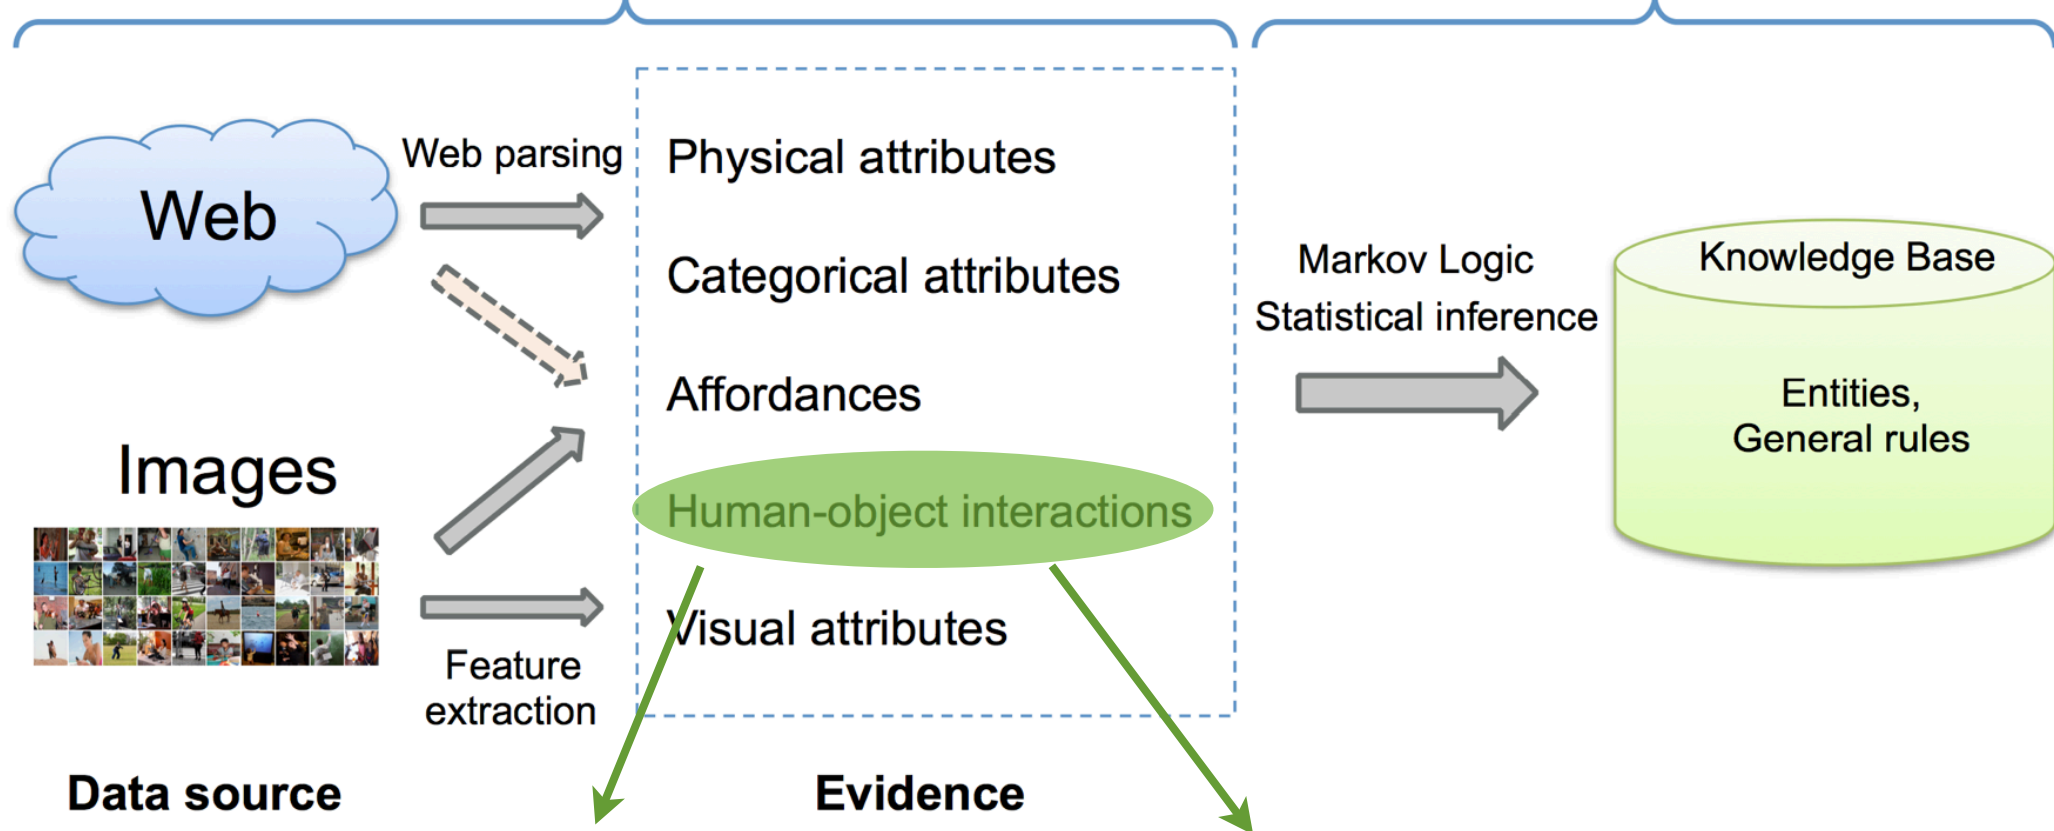 Web
Web parsing
Physical attributes
Categorical attributes
Affordances
Human-object interactions
Visual attributes
Images
Feature
extraction
Markov Logic
Statistical inference
Knowledge Base
Entities,
General rules
Data source
Evidence